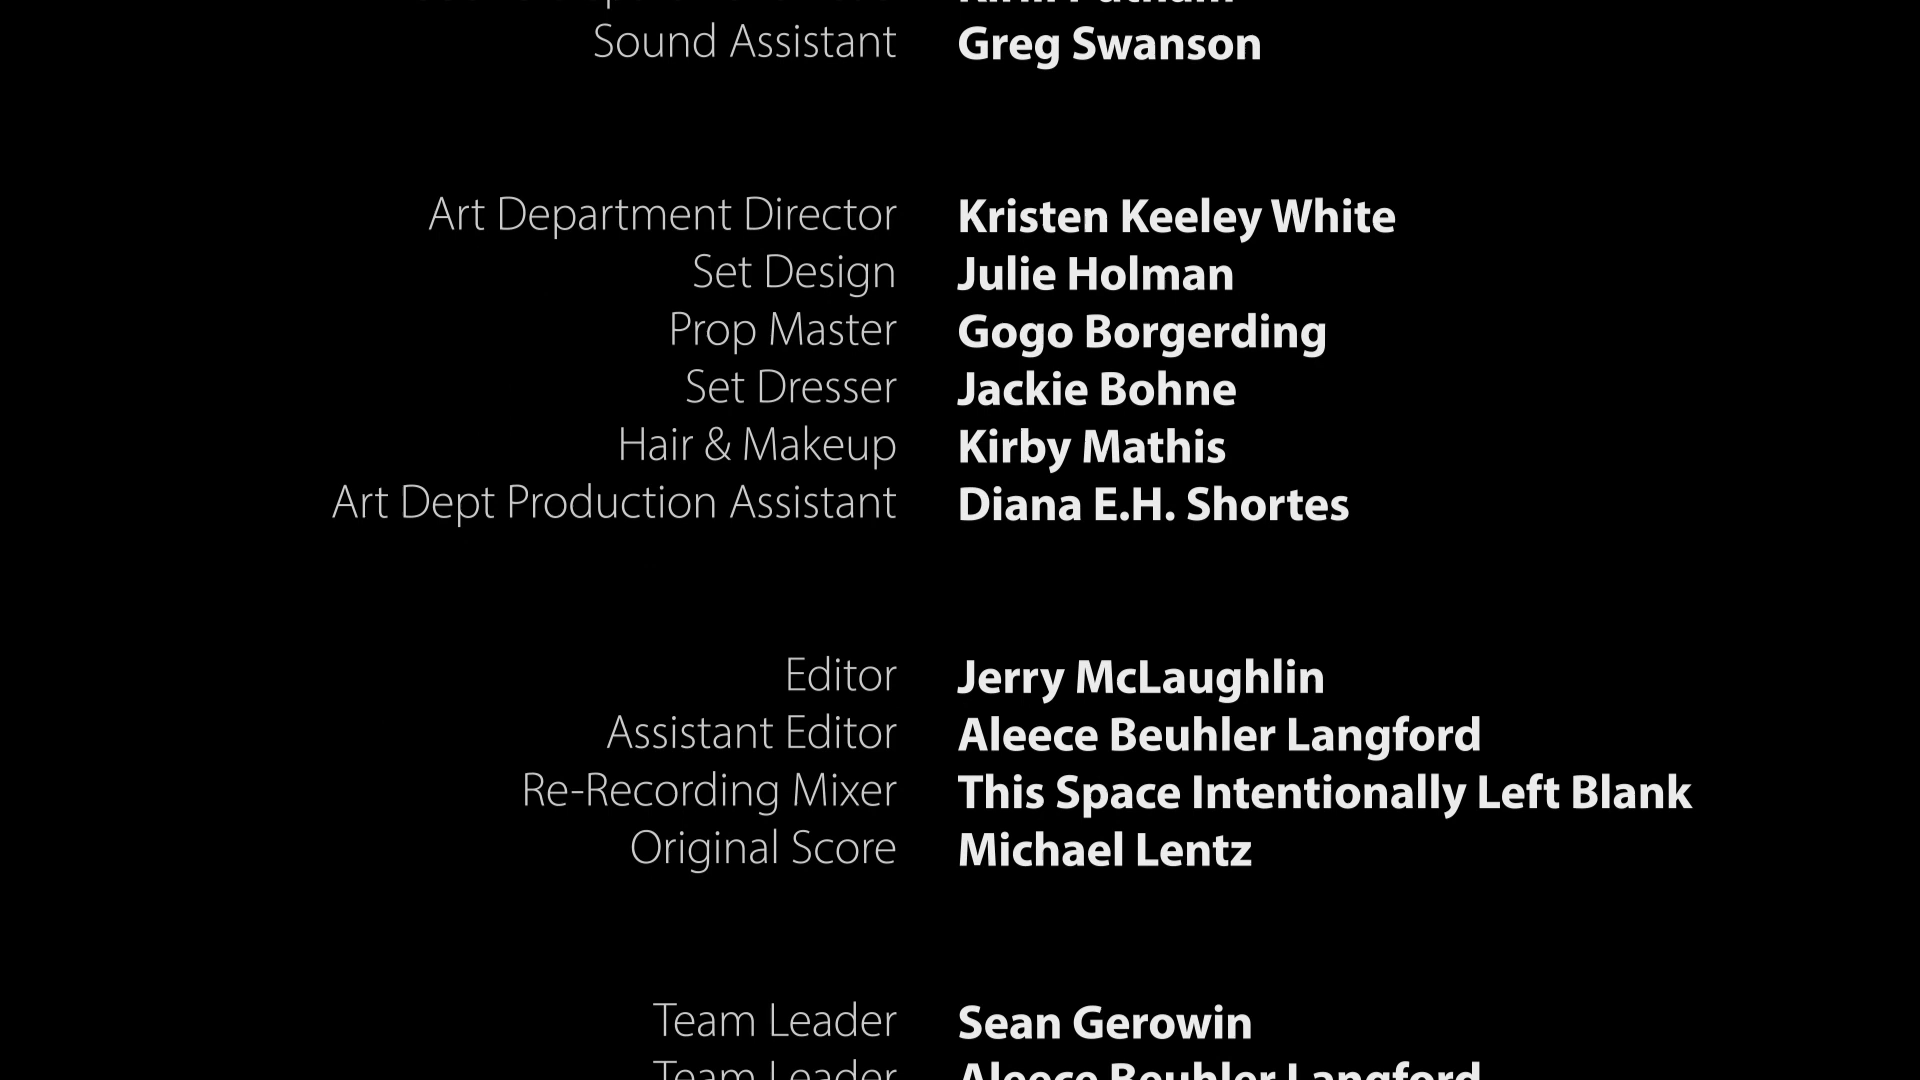 Sound Assistant Greg Swanson
Art Department Director Kristen Keeley White
Set Design Julie Holman
Prop Master Gogo Borgerding
Set Dresser Jackie Bohne
Hair & Makeup Kirby Mathis
Art Dept Production Assistant Diana E.H. Shortes
Editor Jerry McLaughlin
Assistant Editor Aleece Beuhler Langford
Re-Recording Mixer This Space Intentionally Left Blank
Original Score Michael Lentz
Team Leader Sean Gerowin
Team Leader Aleece Beuhler Langford